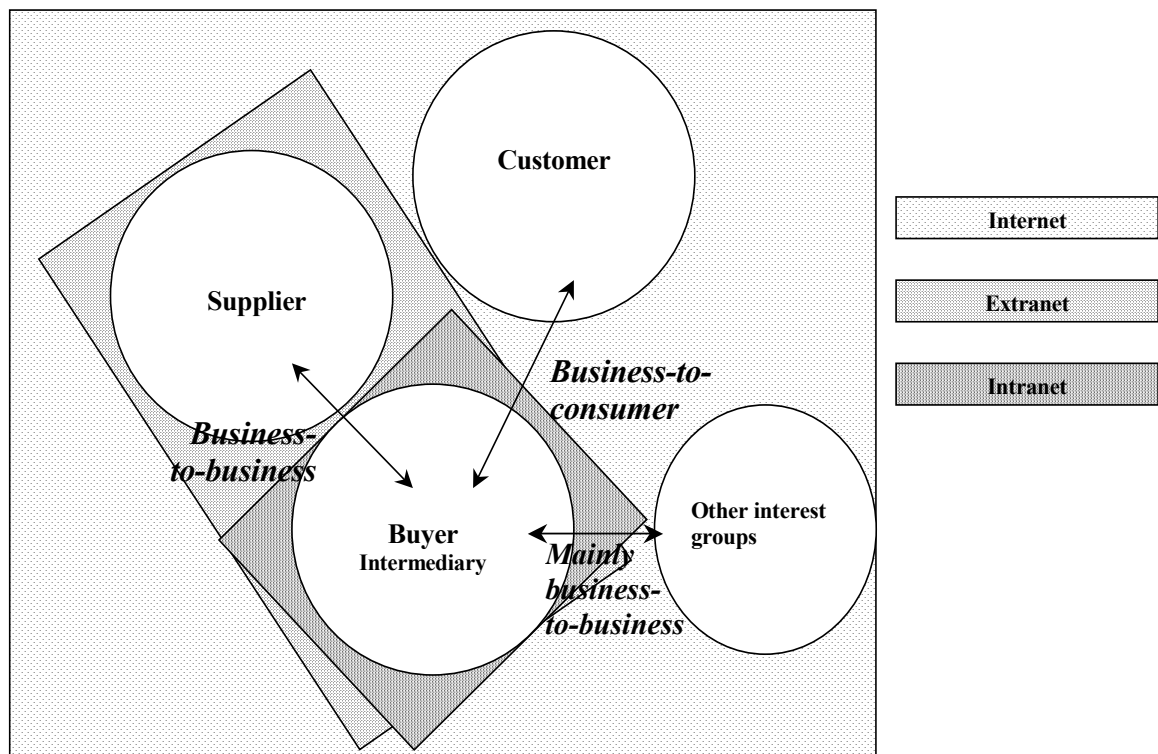 Customer
Internet
Extranet
Supplier
Business-to-
consumer
Intranet
Business-
to-business
Other interest
groups
Buyer
Intermediary
Mainly
business-
to-business